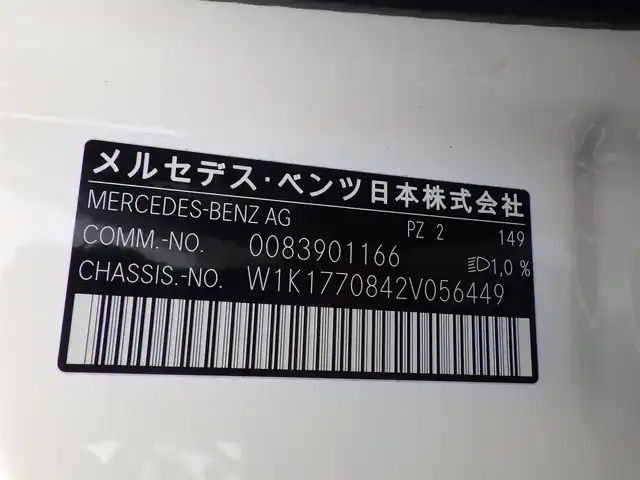 メルセデス・ベンツ日本株式会社
MERCEDES-BENZ AG PZ 2 149
COMM.-NO. 0083901166 1,0 %
CHASSIS.-NO. W1K1770842V056449